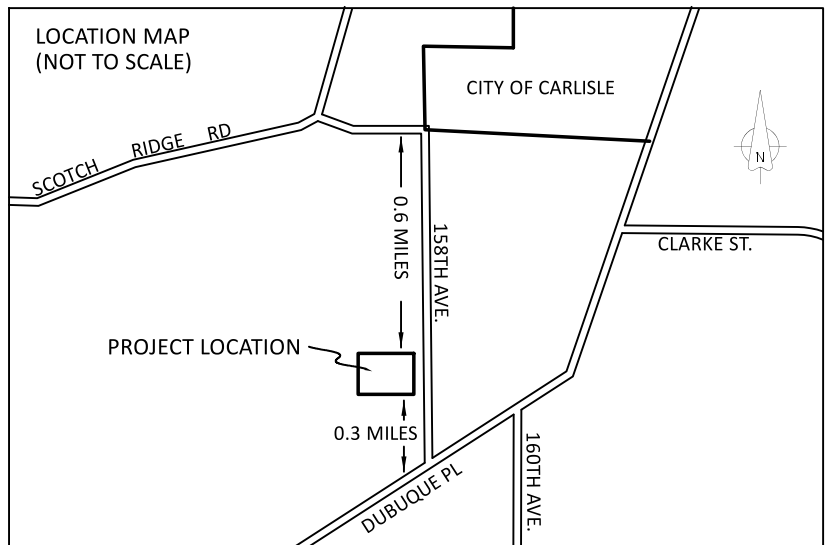 LOCATION MAP
(NOT TO SCALE)
CITY OF CARLISLE
SCOTCH RIDGE RD
N
0.6 MILES
158TH AVE.
CLARKE ST.
PROJECT LOCATION
0.3 MILES
160TH AVE.
DUBUQUE PL